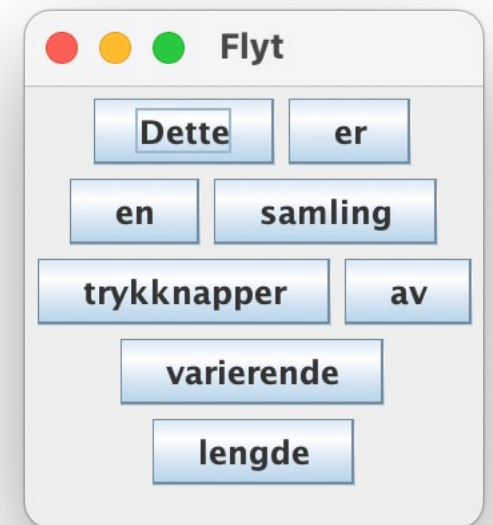 Flyt
Dette er
en samling
trykknapper av
varierende
lengde